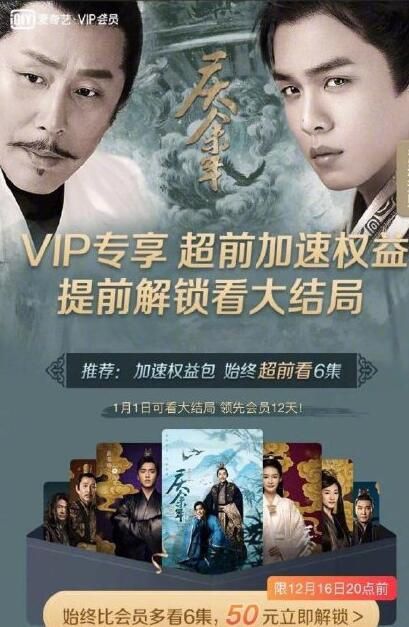 iQIYI 爱奇艺·VIP会员
庆余年
VIP专享 超前加速权益
提前解锁看大结局
推荐：加速权益包 始终超前看6集
1月1日可看大结局 领先会员12天!
庆余年
限12月16日20点前
始终比会员多看6集，50元立即解锁 >